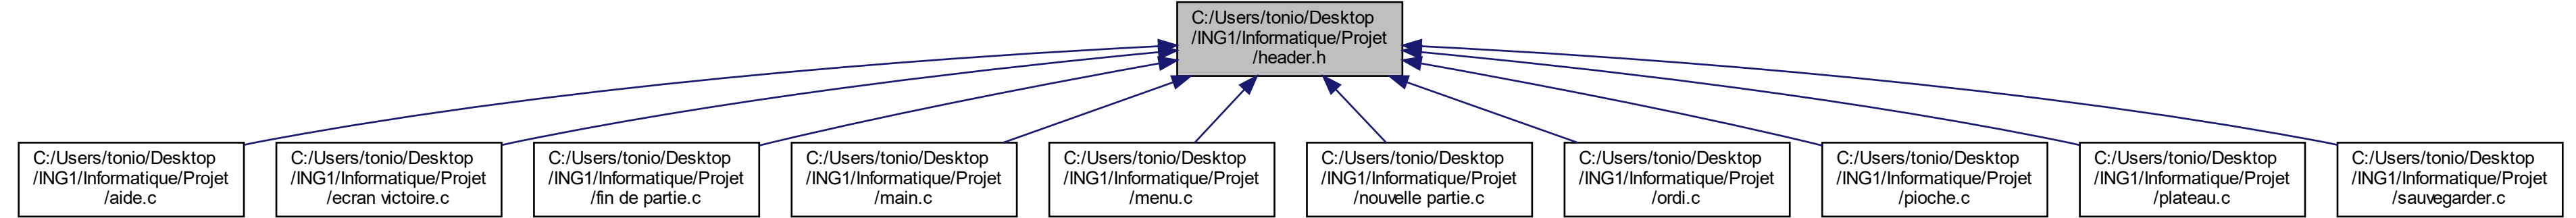 C:/Users/tonio/Desktop
/ING1/Informatique/Projet
/header.h
C:/Users/tonio/Desktop
/ING1/Informatique/Projet
/aide.c
C:/Users/tonio/Desktop
/ING1/Informatique/Projet
/ecran victoire.c
C:/Users/tonio/Desktop
/ING1/Informatique/Projet
/fin de partie.c
C:/Users/tonio/Desktop
/ING1/Informatique/Projet
/main.c
C:/Users/tonio/Desktop
/ING1/Informatique/Projet
/menu.c
C:/Users/tonio/Desktop
/ING1/Informatique/Projet
/nouvelle partie.c
C:/Users/tonio/Desktop
/ING1/Informatique/Projet
/ordi.c
C:/Users/tonio/Desktop
/ING1/Informatique/Projet
/pioche.c
C:/Users/tonio/Desktop
/ING1/Informatique/Projet
/plateau.c
C:/Users/tonio/Desktop
/ING1/Informatique/Projet
/sauvegarder.c